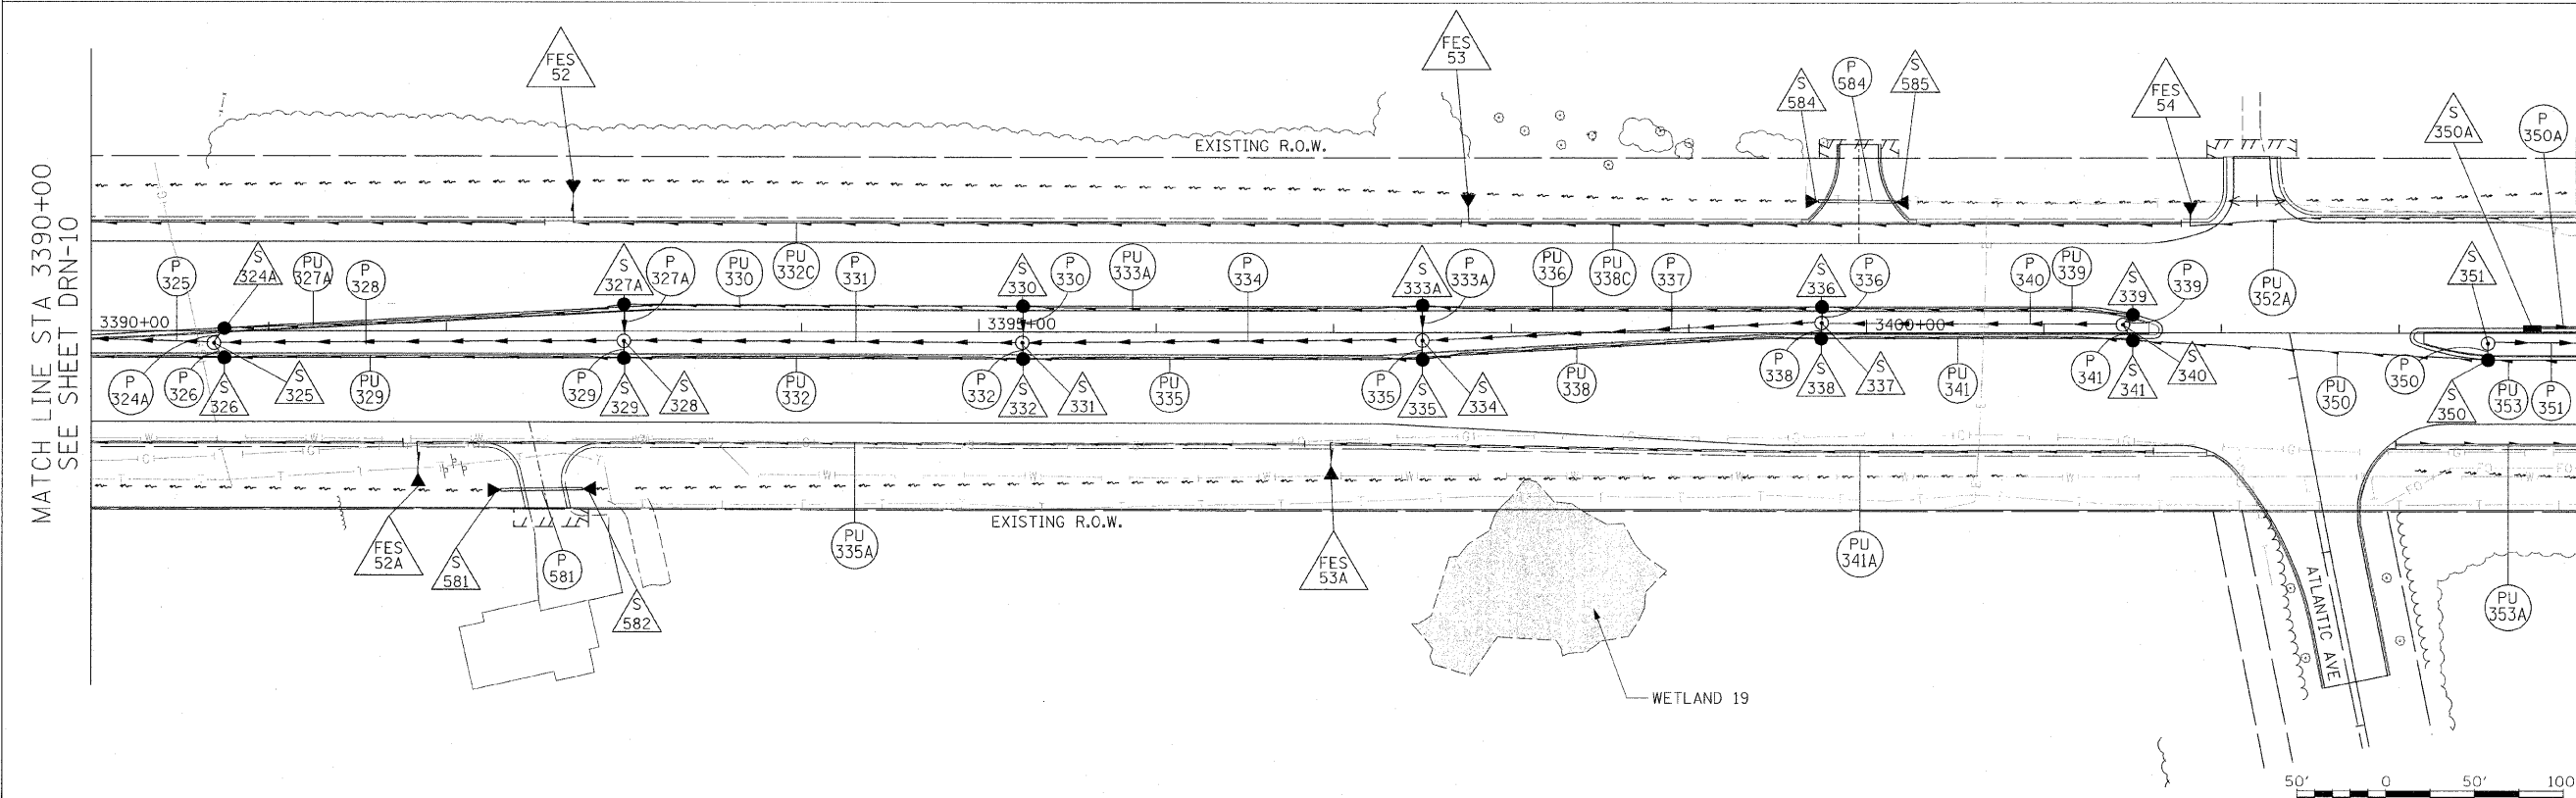 MATCH LINE STA 3390+00
SEE SHEET DRN-10
FES
52
FES
53
S
584
P
584
S
585
FES
54
S
350A
P
350A
EXISTING R.O.W.
P
325
S
324A
PU
327A
P
328
S
327A
P
327A
PU
330
PU
332C
P
331
S
330
P
330
PU
333A
P
334
S
333A
P
333A
PU
336
PU
338C
P
337
S
336
P
336
P
340
PU
339
S
339
P
339
PU
352A
S
351
3390+00
3395+00
3400+00
P
324A
P
326
S
326
S
325
PU
329
P
329
S
329
S
328
PU
332
P
332
S
332
S
331
PU
335
P
335
S
335
S
334
PU
338
P
338
S
338
S
337
PU
341
P
341
S
341
S
340
PU
350
P
350
S
350
PU
353
P
351
EXISTING R.O.W.
FES
52A
S
581
P
581
S
582
PU
335A
FES
53A
PU
341A
PU
353A
ATLANTIC AVE
WETLAND 19
50' 0 50' 100